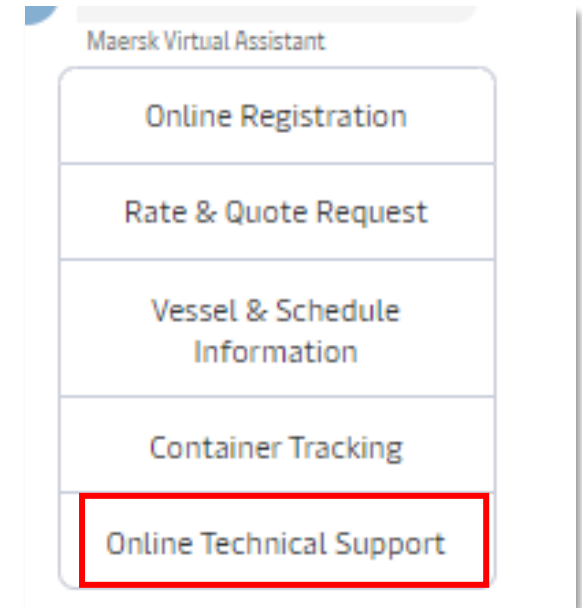 Maersk Virtual Assistant
Online Registration
Rate & Quote Request
Vessel & Schedule
Information
Container Tracking
Online Technical Support